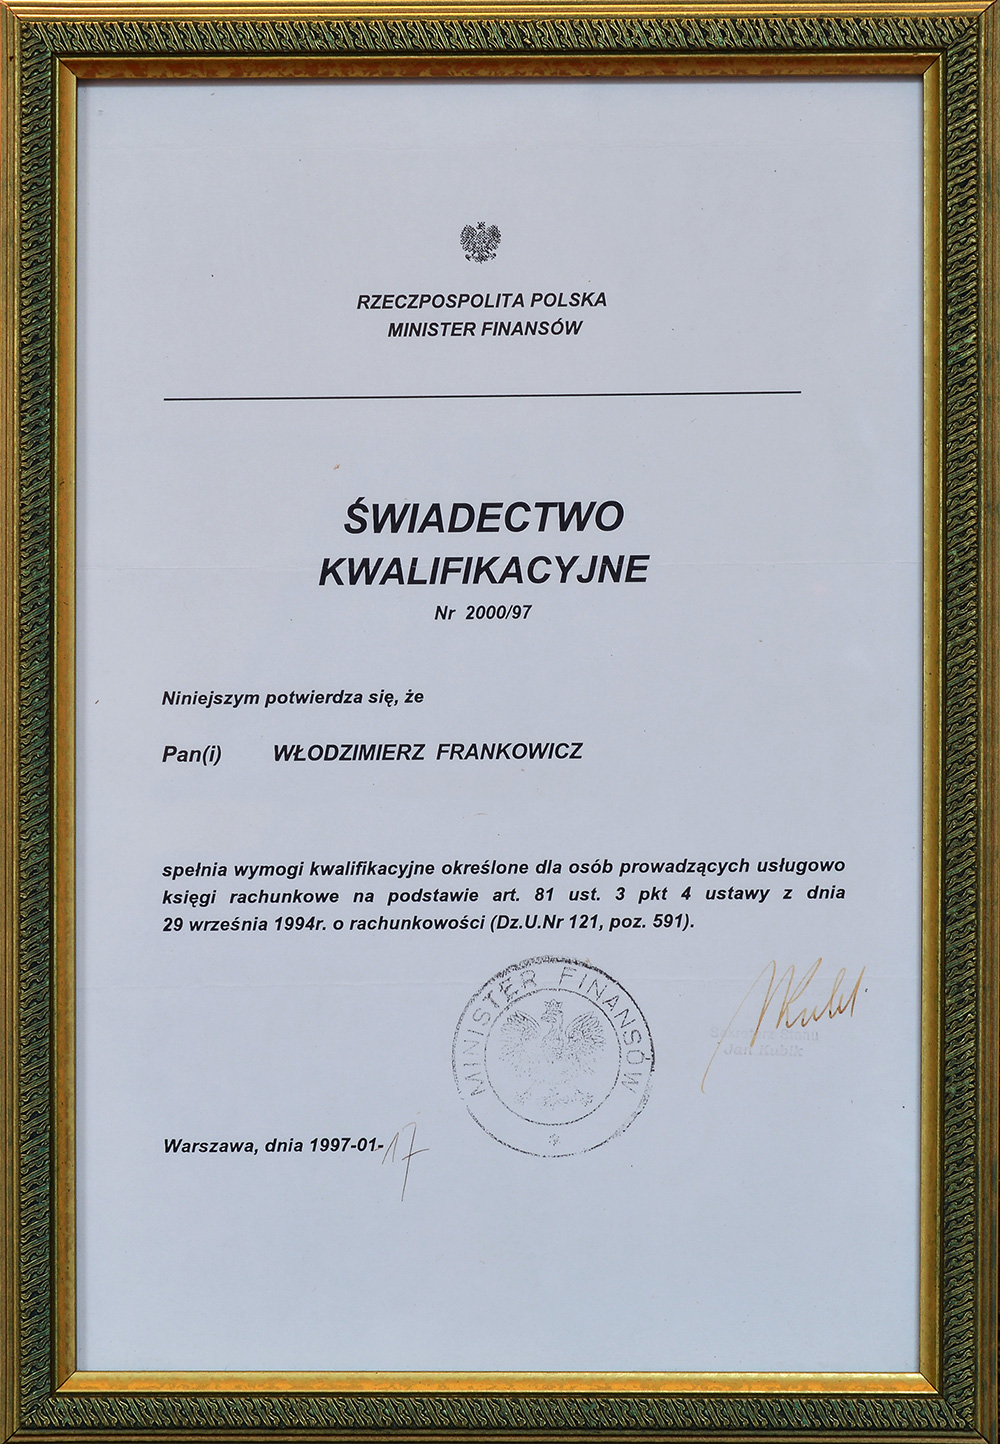 RZECZPOSPOLITA POLSKA
MINISTER FINANSÓW
ŚWIADECTWO
KWALIFIKACYJNE
Nr 2000/97
Niniejszym potwierdza się, że
Pan(i) WŁODZIMIERZ FRANKOWICZ
spełnia wymogi kwalifikacyjne określone dla osób prowadzących usługowo
księgi rachunkowe na podstawie art. 81 ust. 3 pkt 4 ustawy z dnia
29 września 1994r. o rachunkowości (Dz.U.Nr 121, poz. 591).
MINISTER FINANSÓW
Sekretarz Stanu
Jan Kubik
Warszawa, dnia 1997-01-17